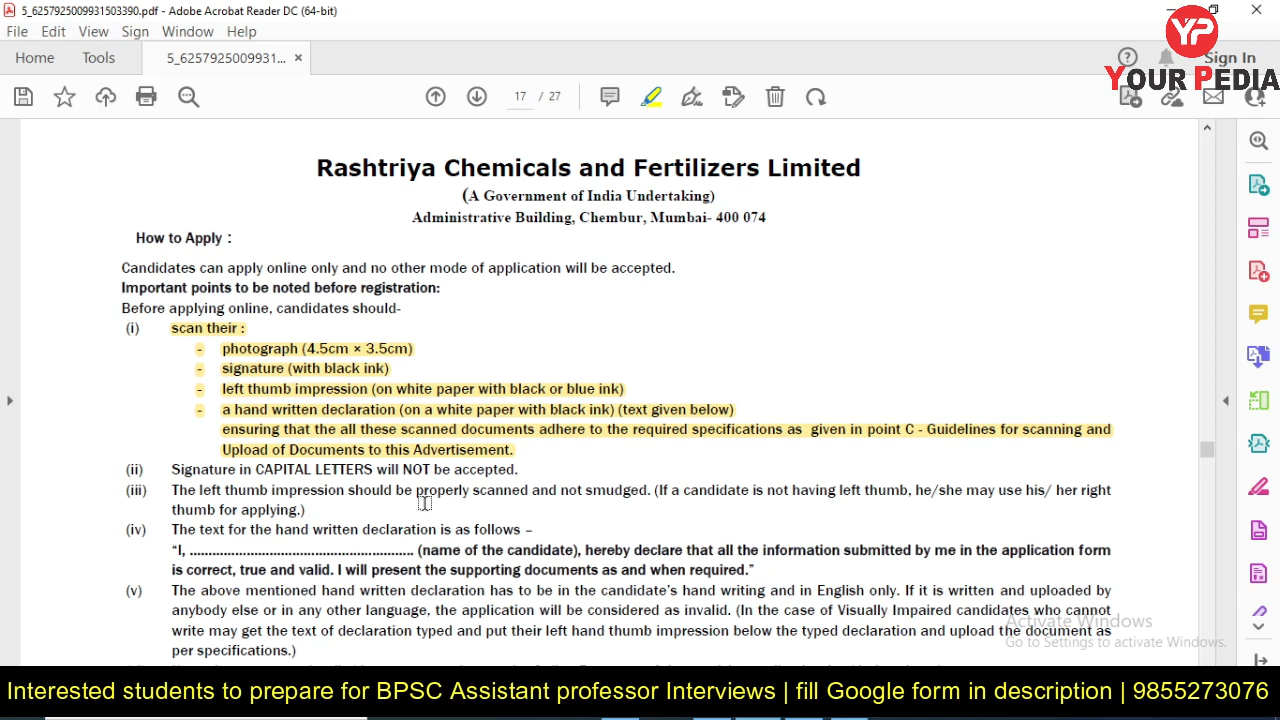 5_6257925009931503390.pdf - Adobe Acrobat Reader DC (64-bit)
File Edit View Sign Window Help
Home Tools 5_62579250099​31... × Sign In
YP
YOUR PEDIA
17 / 27
Rashtriya Chemicals and Fertilizers Limited
(A Government of India Undertaking)
Administrative Building, Chembur, Mumbai- 400 074
How to Apply :
Candidates can apply online only and no other mode of application will be accepted.
Important points to be noted before registration:
Before applying online, candidates should-
(i) scan their :
- photograph (4.5cm × 3.5cm)
- signature (with black ink)
- left thumb impression (on white paper with black or blue ink)
- a hand written declaration (on a white paper with black ink) (text given below)
ensuring that the all these scanned documents adhere to the required specifications as given in point C - Guidelines for scanning and
Upload of Documents to this Advertisement.
(ii) Signature in CAPITAL LETTERS will NOT be accepted.
(iii) The left thumb impression should be properly scanned and not smudged. (If a candidate is not having left thumb, he/she may use his/ her right
thumb for applying.)
(iv) The text for the hand written declaration is as follows –
“I, .......................................................... (name of the candidate), hereby declare that all the information submitted by me in the application form
is correct, true and valid. I will present the supporting documents as and when required.”
(v) The above mentioned hand written declaration has to be in the candidate’s hand writing and in English only. If it is written and uploaded by
anybody else or in any other language, the application will be considered as invalid. (In the case of Visually Impaired candidates who cannot
write may get the text of declaration typed and put their left hand thumb impression below the typed declaration and upload the document as
per specifications.)
Activate Windows
Go to Settings to activate Windows.
Interested students to prepare for BPSC Assistant professor Interviews | fill Google form in description | 9855273076